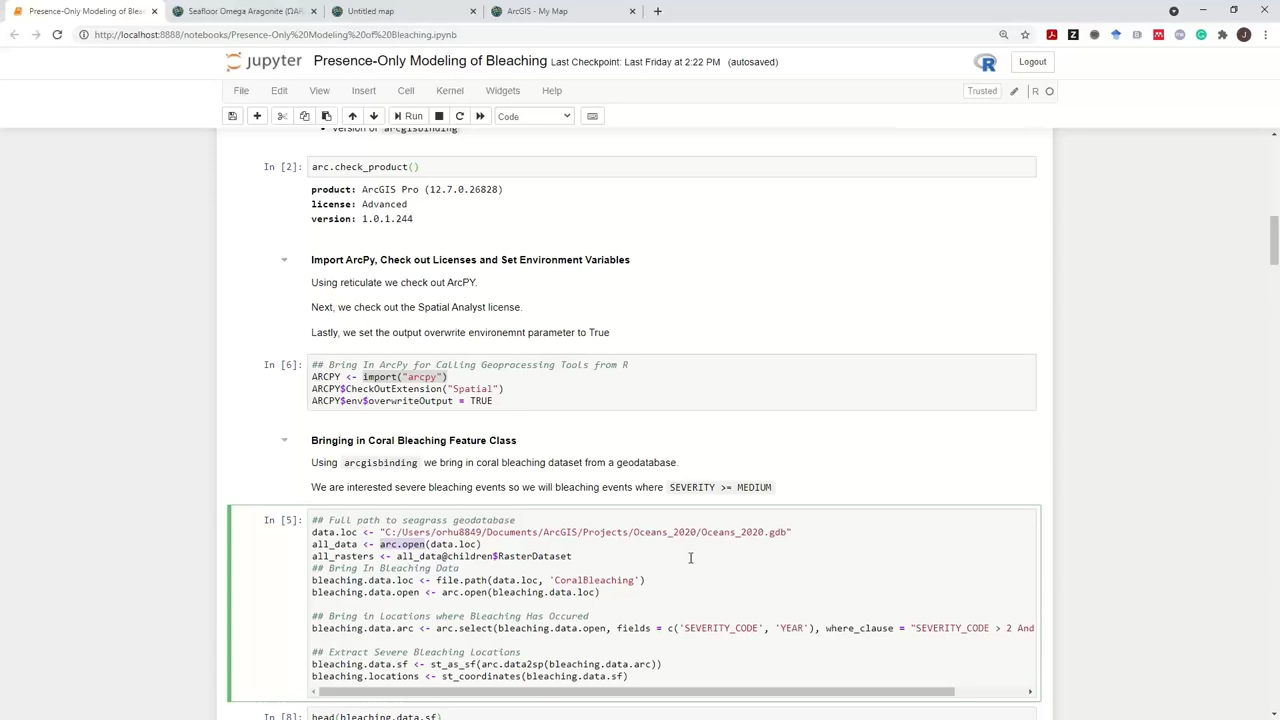 Presence-Only Modeling of Bleac
Seafloor Omega Aragonite (ΩAR
Untitled map
ArcGIS - My Map
http://localhost:8888/notebooks/Presence-Only%20Modeling%20of%20Bleaching.ipynb
jupyter Presence-Only Modeling of Bleaching Last Checkpoint: Last Friday at 2:22 PM (autosaved)
Logout
File Edit View Insert Cell Kernel Widgets Help
Trusted R
Run Code
version of arcgisbinding
In [2]: arc.check_product()
product: ArcGIS Pro (12.7.0.26828)
license: Advanced
version: 1.0.1.244
Import ArcPy, Check out Licenses and Set Environment Variables
Using reticulate we check out ArcPY.
Next, we check out the Spatial Analyst license.
Lastly, we set the output overwrite environemnt parameter to True
In [6]: ## Bring In ArcPy for Calling Geoprocessing Tools from R
ARCPY <- import("arcpy")
ARCPY$CheckOutExtension("Spatial")
ARCPY$env$overwriteOutput = TRUE
Bringing in Coral Bleaching Feature Class
Using arcgisbinding we bring in coral bleaching dataset from a geodatabase.
We are interested severe bleaching events so we will bleaching events where SEVERITY >= MEDIUM
In [5]: ## Full path to seagrass geodatabase
data.loc <- "C:/Users/orhu8849/Documents/ArcGIS/Projects/Oceans_2020/Oceans_2020.gdb"
all_data <- arc.open(data.loc)
all_rasters <- all_data@children$RasterDataset
## Bring In Bleaching Data
bleaching.data.loc <- file.path(data.loc, 'CoralBleaching')
bleaching.data.open <- arc.open(bleaching.data.loc)
## Bring in Locations where Bleaching Has Occured
bleaching.data.arc <- arc.select(bleaching.data.open, fields = c('SEVERITY_CODE', 'YEAR'), where_clause = "SEVERITY_CODE > 2 And
## Extract Severe Bleaching Locations
bleaching.data.sf <- st_as_sf(arc.data2sp(bleaching.data.arc))
bleaching.locations <- st_coordinates(bleaching.data.sf)
In [8]: head(bleaching.data.sf)